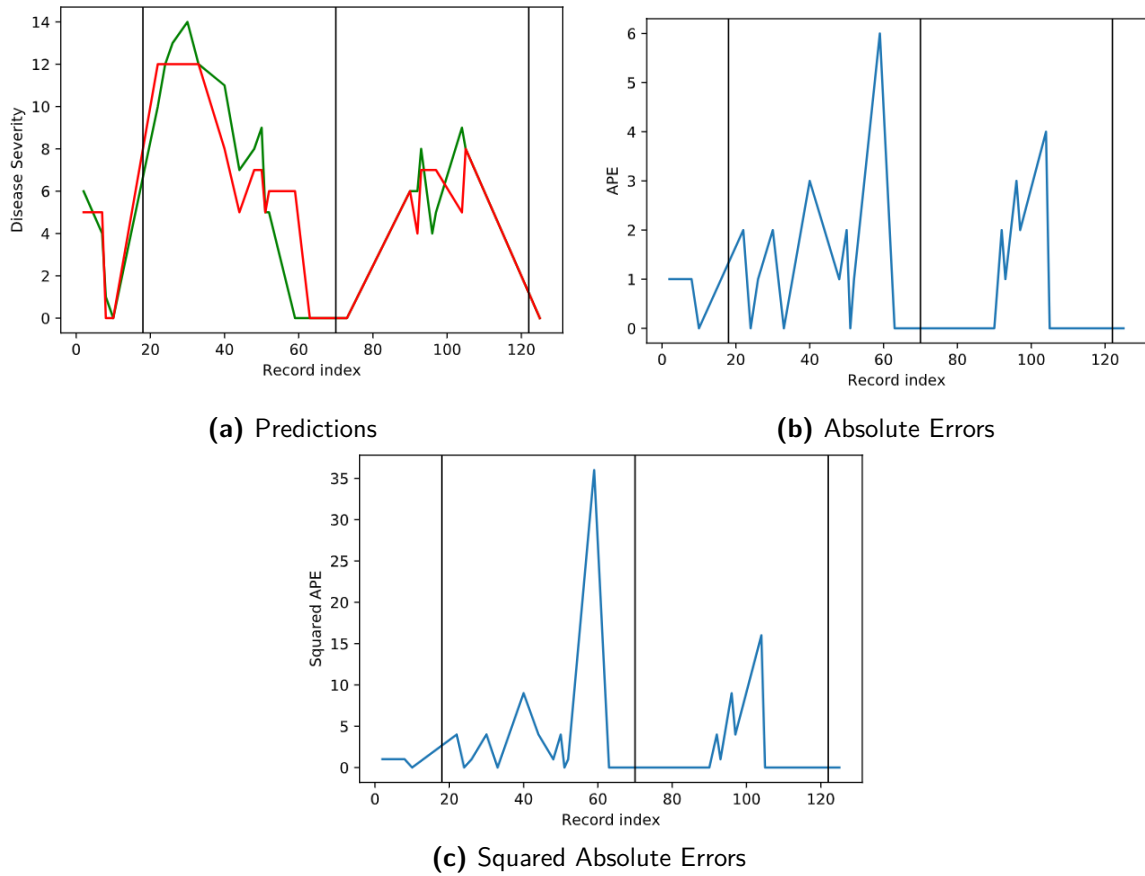 14
12
10
8
6
4
2
0
Disease Severity
0 20 40 60 80 100 120
Record index
(a) Predictions
6
5
4
3
2
1
0
APE
0 20 40 60 80 100 120
Record index
(b) Absolute Errors
35
30
25
20
15
10
5
0
Squared APE
0 20 40 60 80 100 120
Record index
(c) Squared Absolute Errors